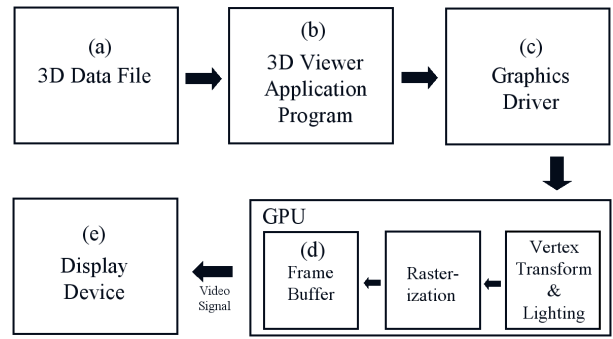 (a)
3D Data File
(b)
3D Viewer
Application
Program
(c)
Graphics
Driver
GPU
Vertex
Transform
&
Lighting
Raster-
ization
(d)
Frame
Buffer
Video
Signal
(e)
Display
Device